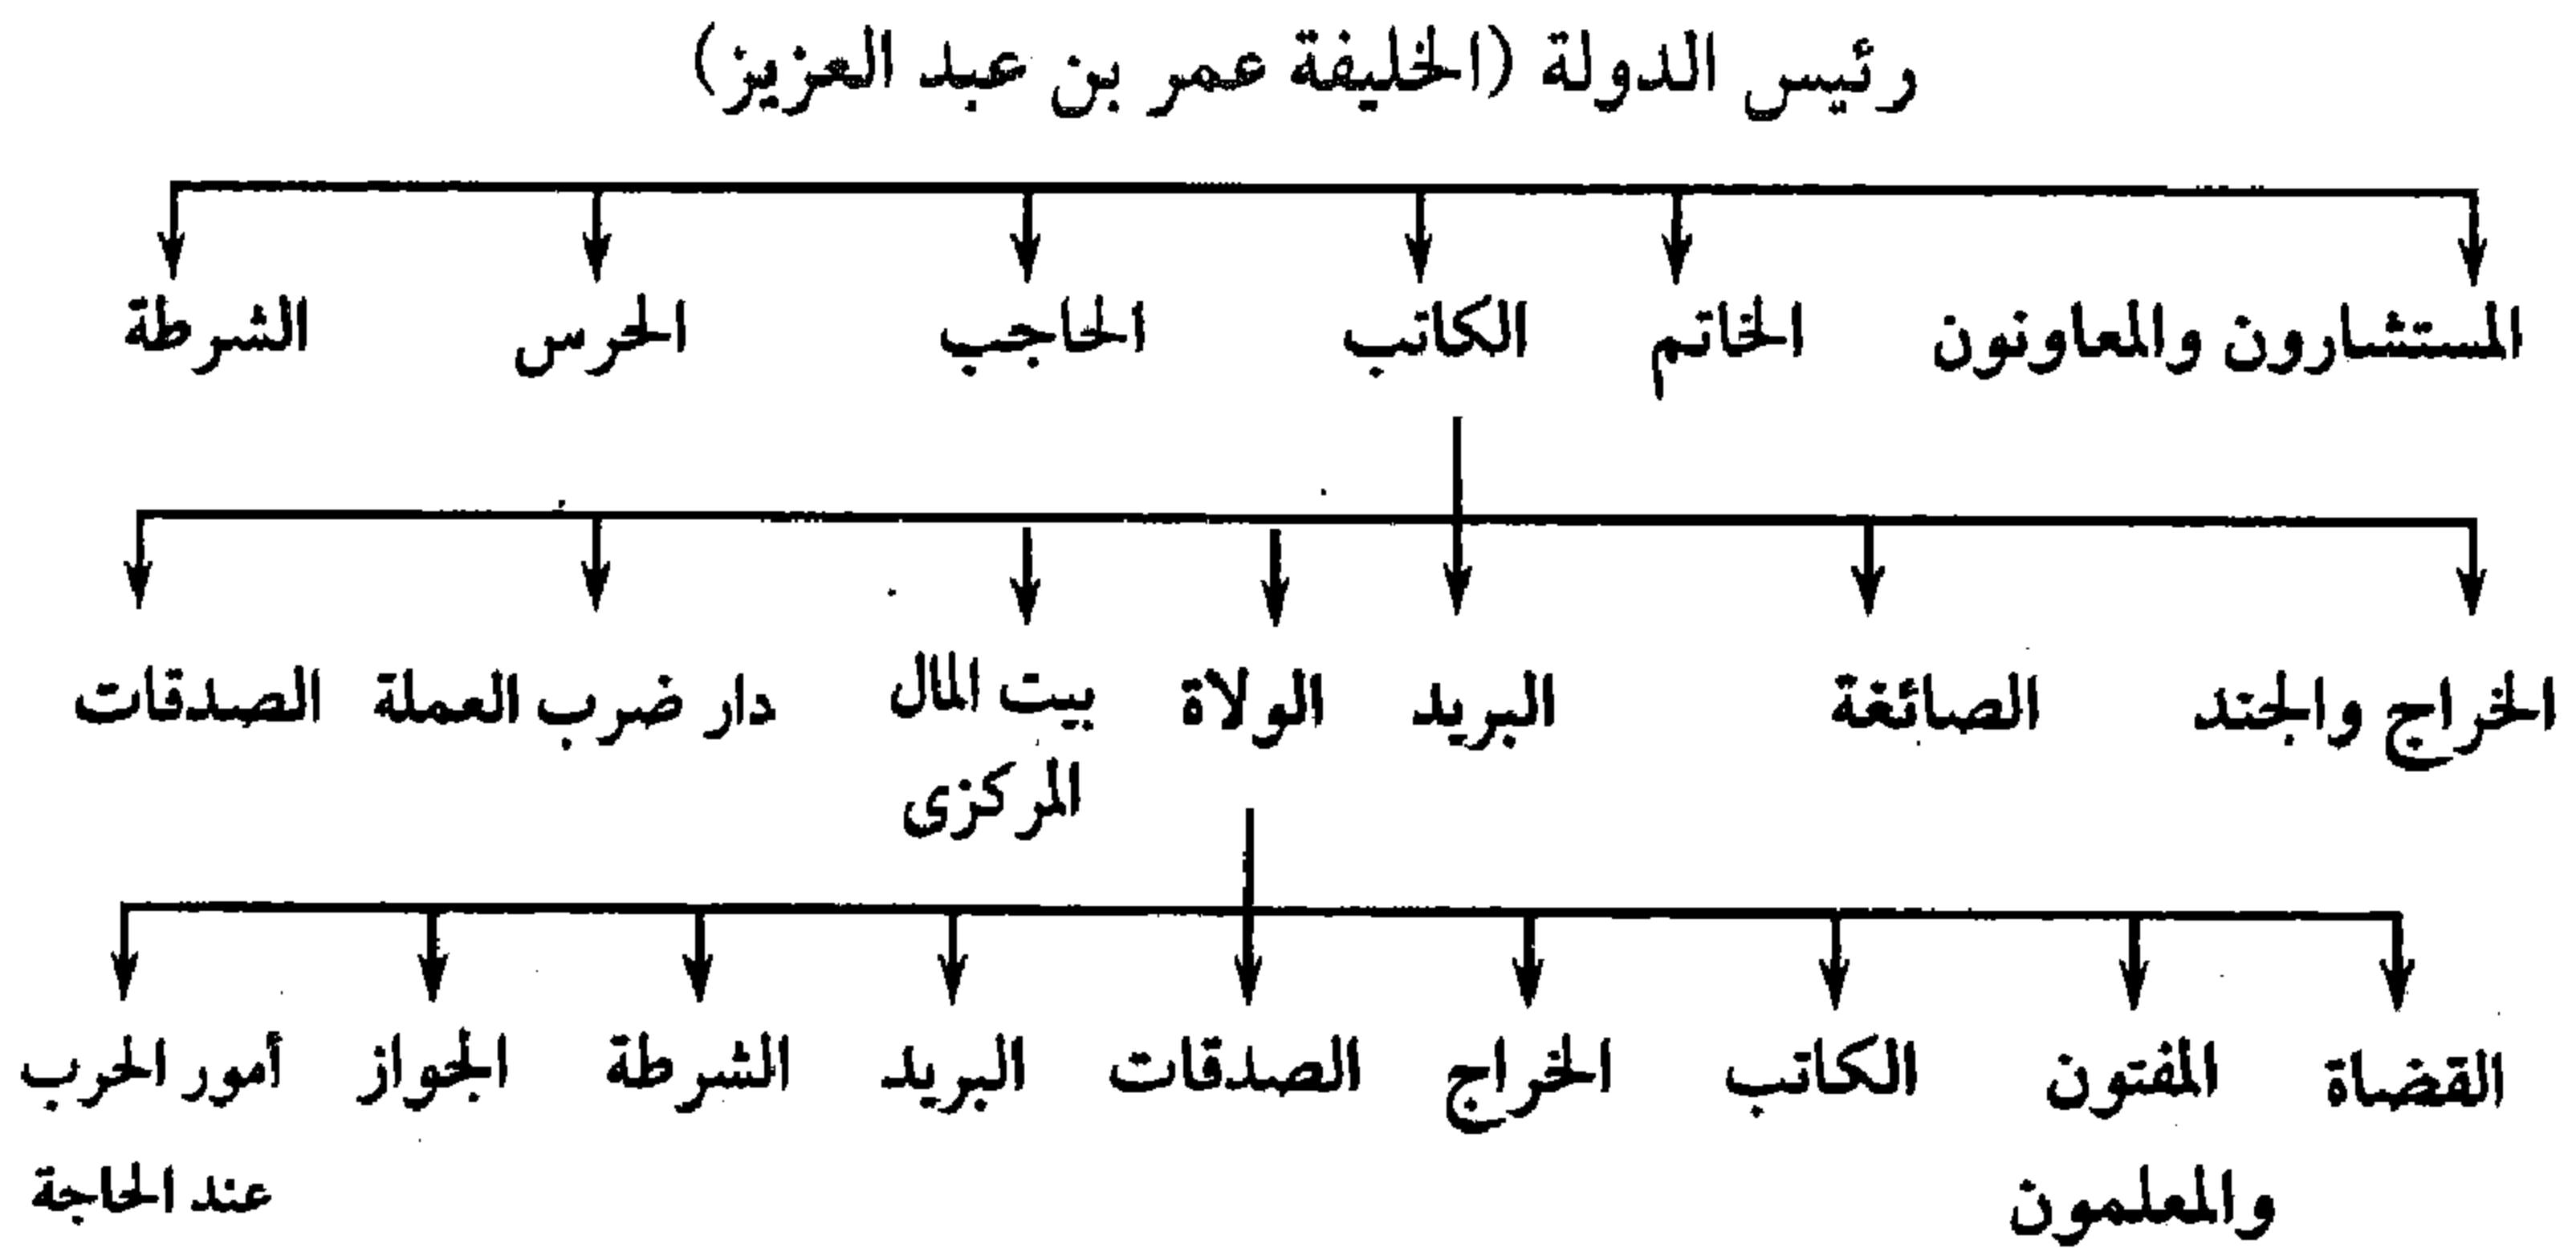 رئيس الدولة (الخليفة عمر بن عبد العزيز)
المستشارون والمعاونون الخاتم الكاتب الحاجب الحرس الشرطة
الخراج والجند الصائغة البريد الولاة بيت المال دار ضرب العملة الصدقات
المركزى
القضاة المفتون الكاتب الخراج الصدقات البريد الشرطة الجواز أمور الحرب
والمعلمون عند الحاجة